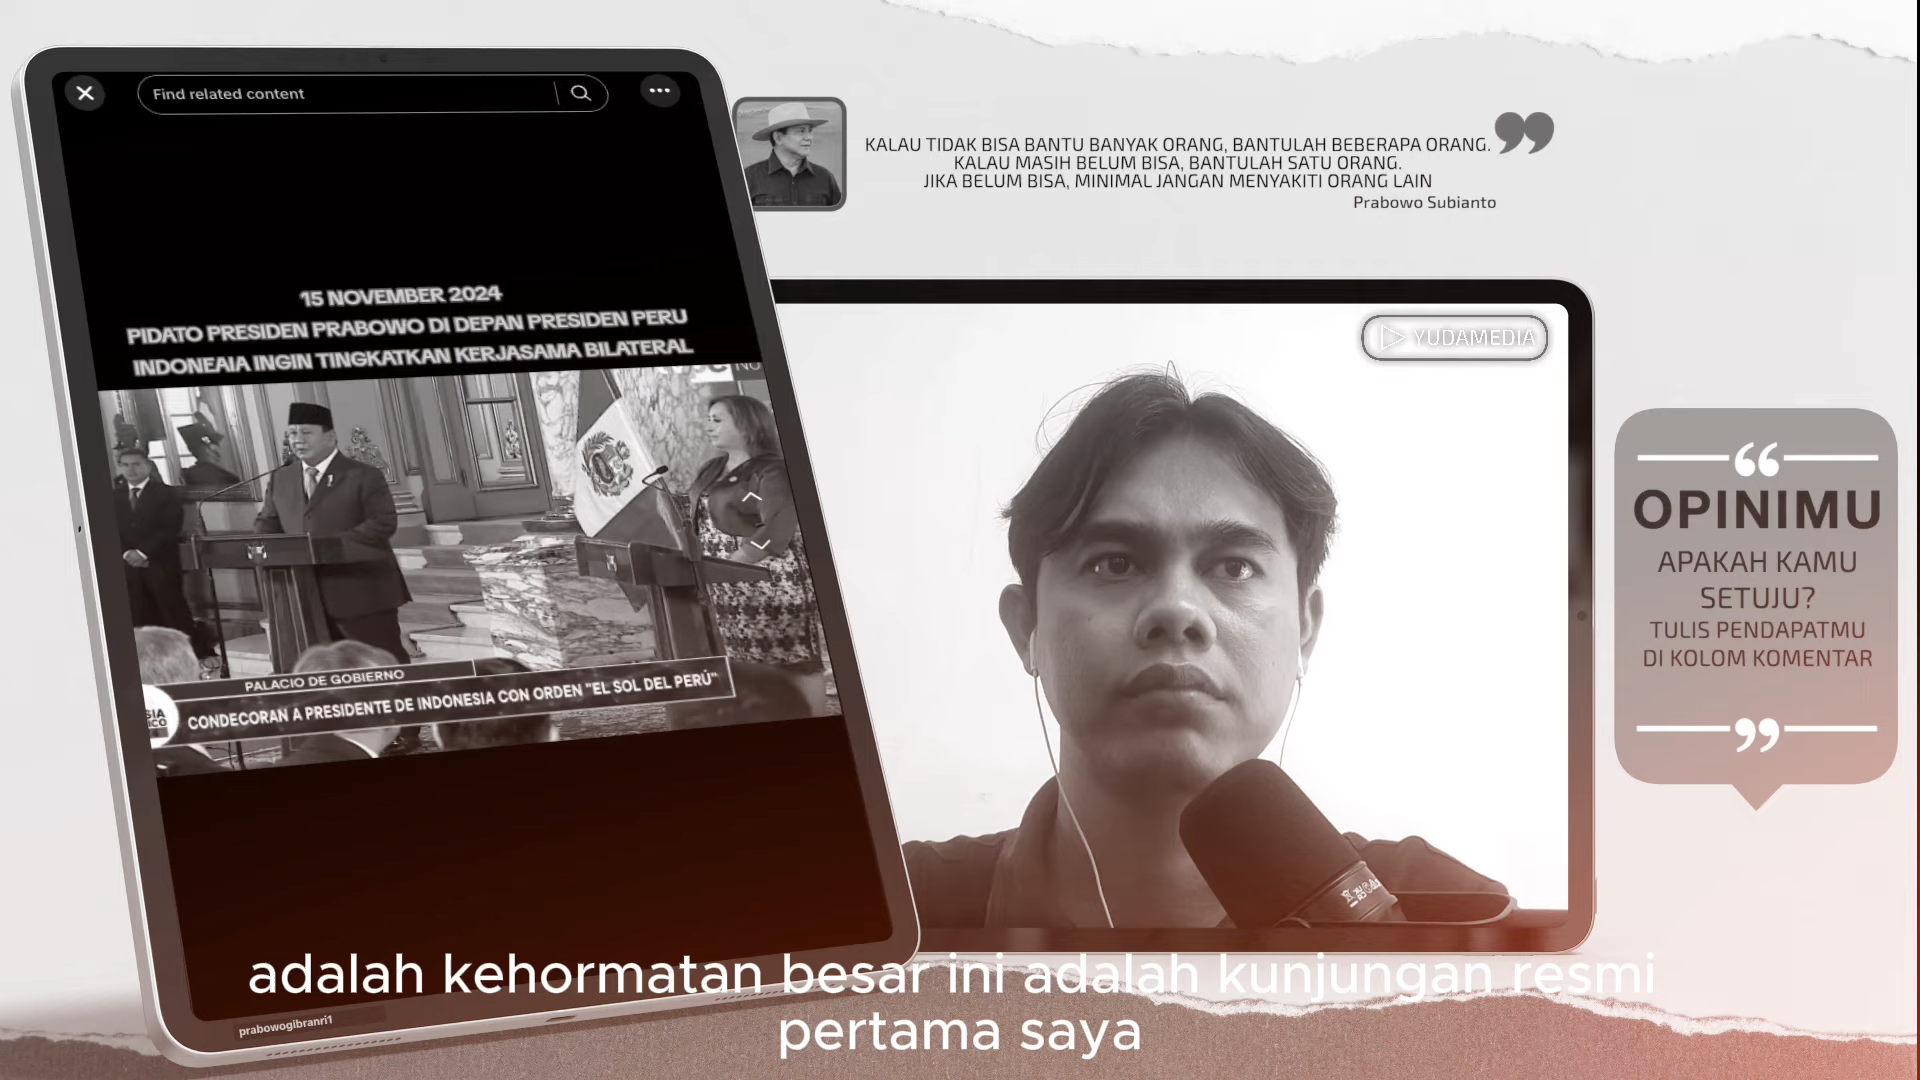 Find related content
KALAU TIDAK BISA BANTU BANYAK ORANG, BANTULAH BEBERAPA ORANG.
KALAU MASIH BELUM BISA, BANTULAH SATU ORANG.
JIKA BELUM BISA, MINIMAL JANGAN MENYAKITI ORANG LAIN
Prabowo Subianto
15 NOVEMBER 2024
PIDATO PRESIDEN PRABOWO DI DEPAN PRESIDEN PERU
INDONEAIA INGIN TINGKATKAN KERJASAMA BILATERAL
PALACIO DE GOBIERNO
CONDECORAN A PRESIDENTE DE INDONESIA CON ORDEN "EL SOL DEL PERÚ"
prabowogibranri1
YUDAMEDIA
OPINIMU
APAKAH KAMU
SETUJU?
TULIS PENDAPATMU
DI KOLOM KOMENTAR
adalah kehormatan besar ini adalah kunjungan resmi
pertama saya